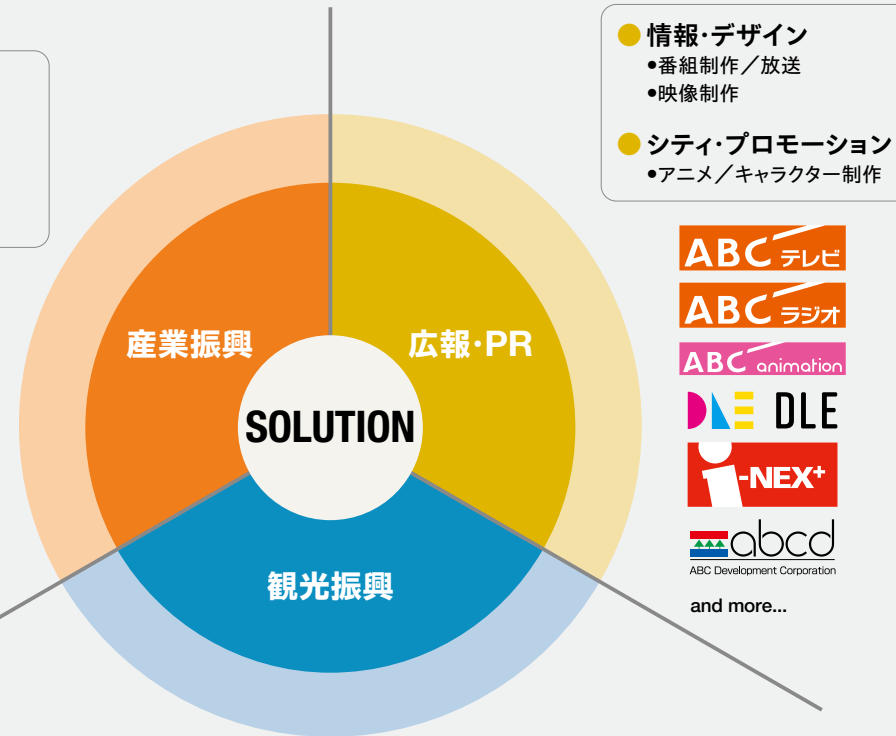 ●情報・デザイン
•番組制作／放送
•映像制作
●シティ・プロモーション
•アニメ／キャラクター制作
産業振興
広報・PR
SOLUTION
観光振興
ABC テレビ
ABC ラジオ
ABC animation
DLE DLE
i-NEX+
abcd
ABC Development Corporation
and more...